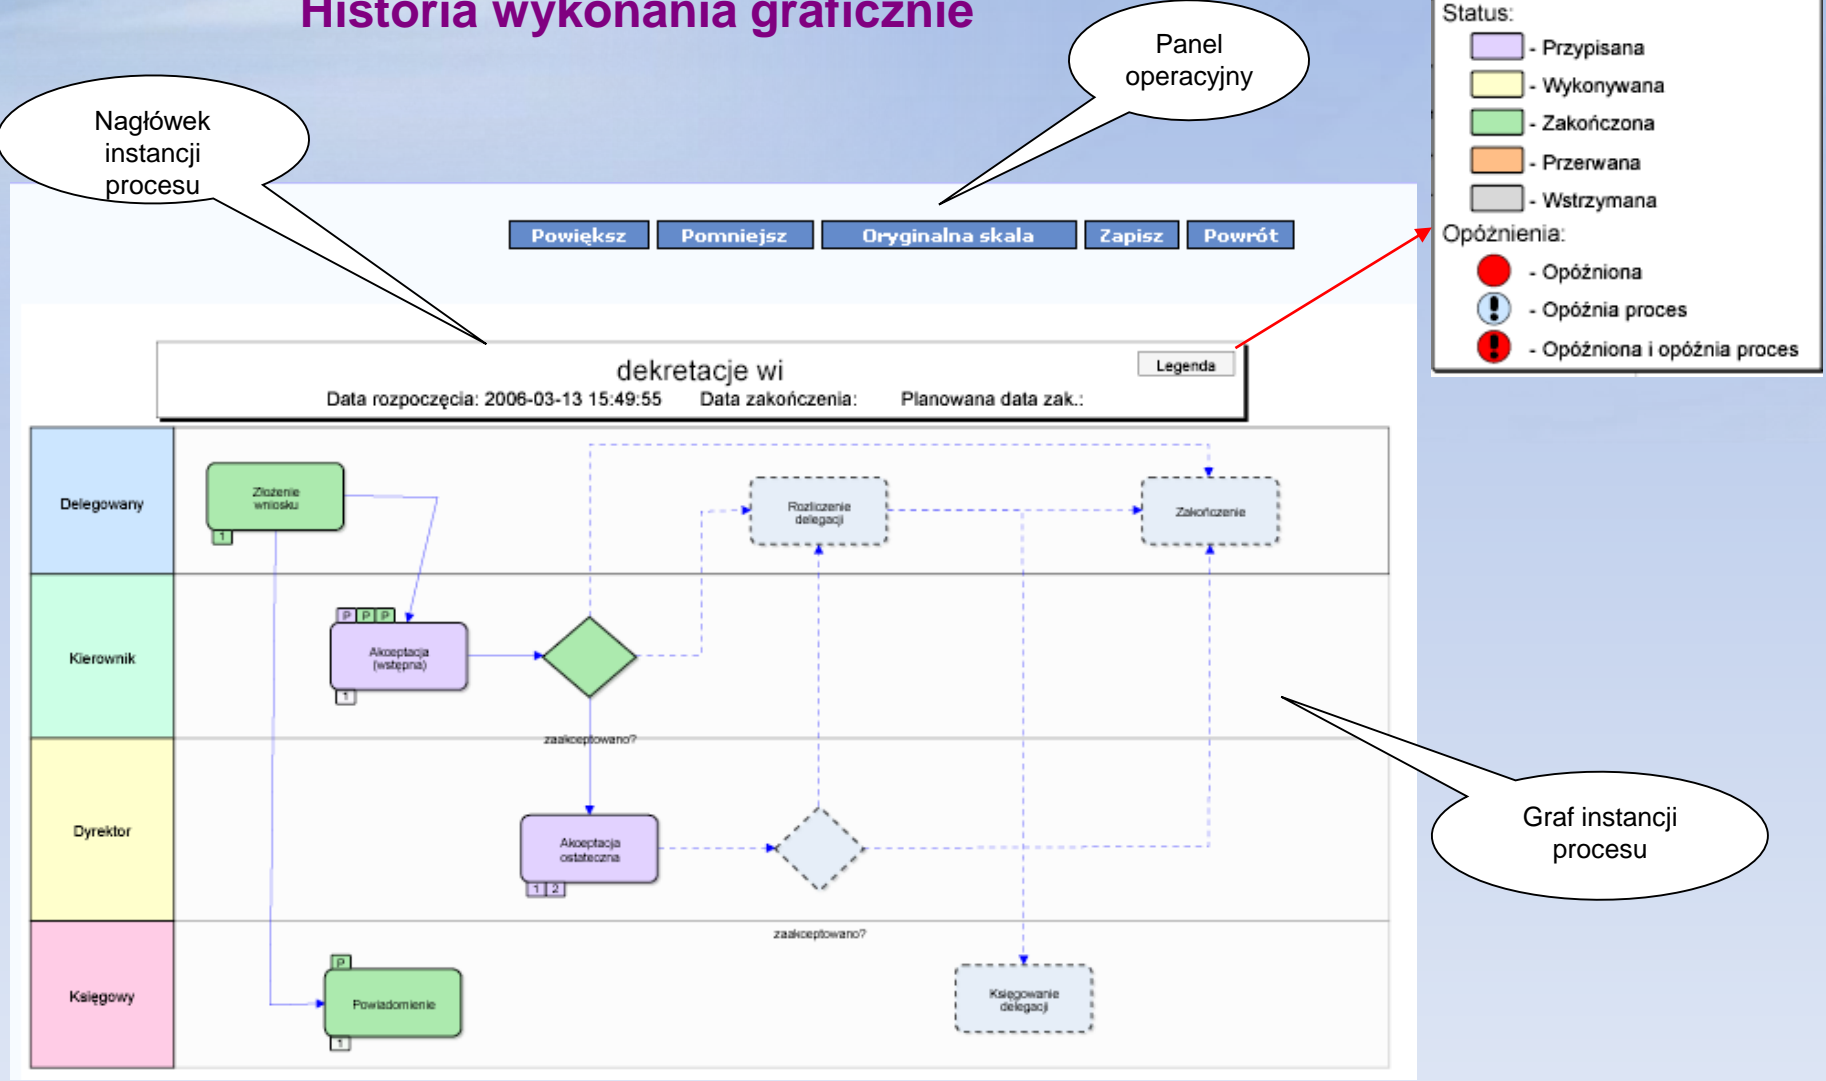 Historia wykonania graficznie
Panel
operacyjny
Nagłówek
instancji
procesu
Status:
- Przypisana
- Wykonywana
- Zakończona
- Przerwana
- Wstrzymana
Opóźnienia:
- Opóźniona
- Opóźnia proces
- Opóźniona i opóźnia proces
Powiększ
Pomniejsz
Oryginalna skala
Zapisz
Powrót
dekretacje wi
Legenda
Data rozpoczęcia: 2006-03-13 15:49:55 Data zakończenia: Planowana data zak.:
Delegowany
Złożenie
wniosku
1
Rozliczenie
delegacji
Zakończenie
Kierownik
P P P
Akceptacja
(wstępna)
1
zaakceptowano?
Dyrektor
Akceptacja
ostateczna
1 2
zaakceptowano?
Graf instancji
procesu
Księgowy
P
Powiadomienie
1
Księgowanie
delegacji